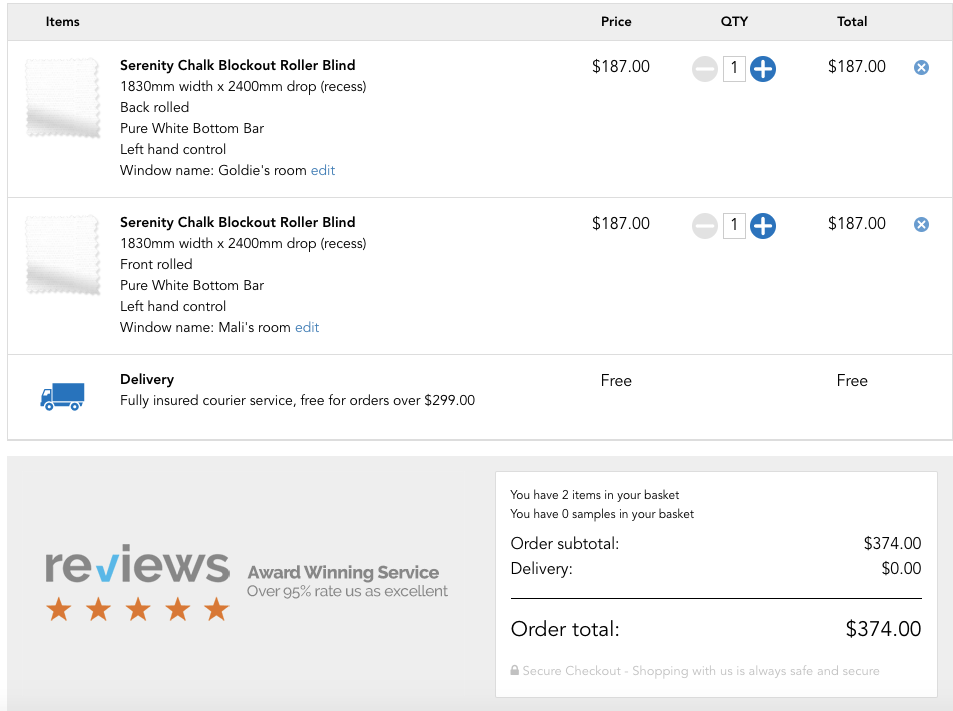 Items Price QTY Total
Serenity Chalk Blockout Roller Blind $187.00 1 $187.00
1830mm width x 2400mm drop (recess)
Back rolled
Pure White Bottom Bar
Left hand control
Window name: Goldie's room edit
Serenity Chalk Blockout Roller Blind $187.00 1 $187.00
1830mm width x 2400mm drop (recess)
Front rolled
Pure White Bottom Bar
Left hand control
Window name: Mali's room edit
Delivery Free Free
Fully insured courier service, free for orders over $299.00
reviews
Award Winning Service
Over 95% rate us as excellent
You have 2 items in your basket
You have 0 samples in your basket
Order subtotal: $374.00
Delivery: $0.00
Order total: $374.00
Secure Checkout - Shopping with us is always safe and secure